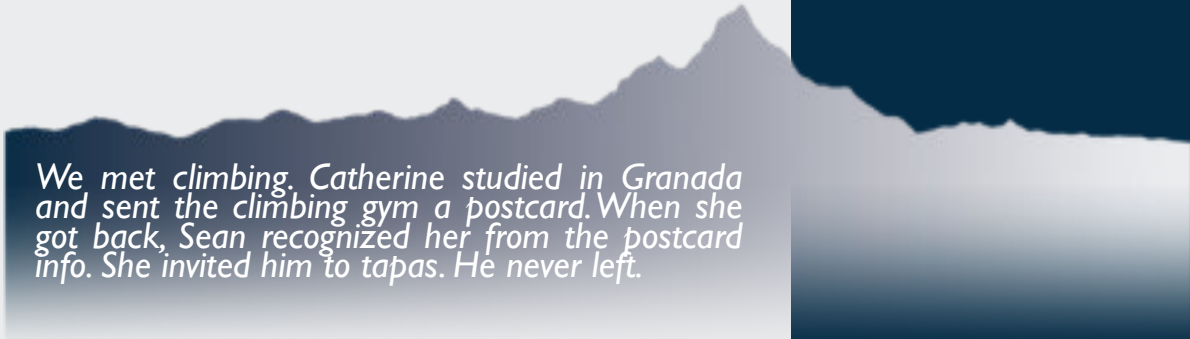 We met climbing. Catherine studied in Granada
and sent the climbing gym a postcard. When she
got back, Sean recognized her from the postcard
info. She invited him to tapas. He never left.